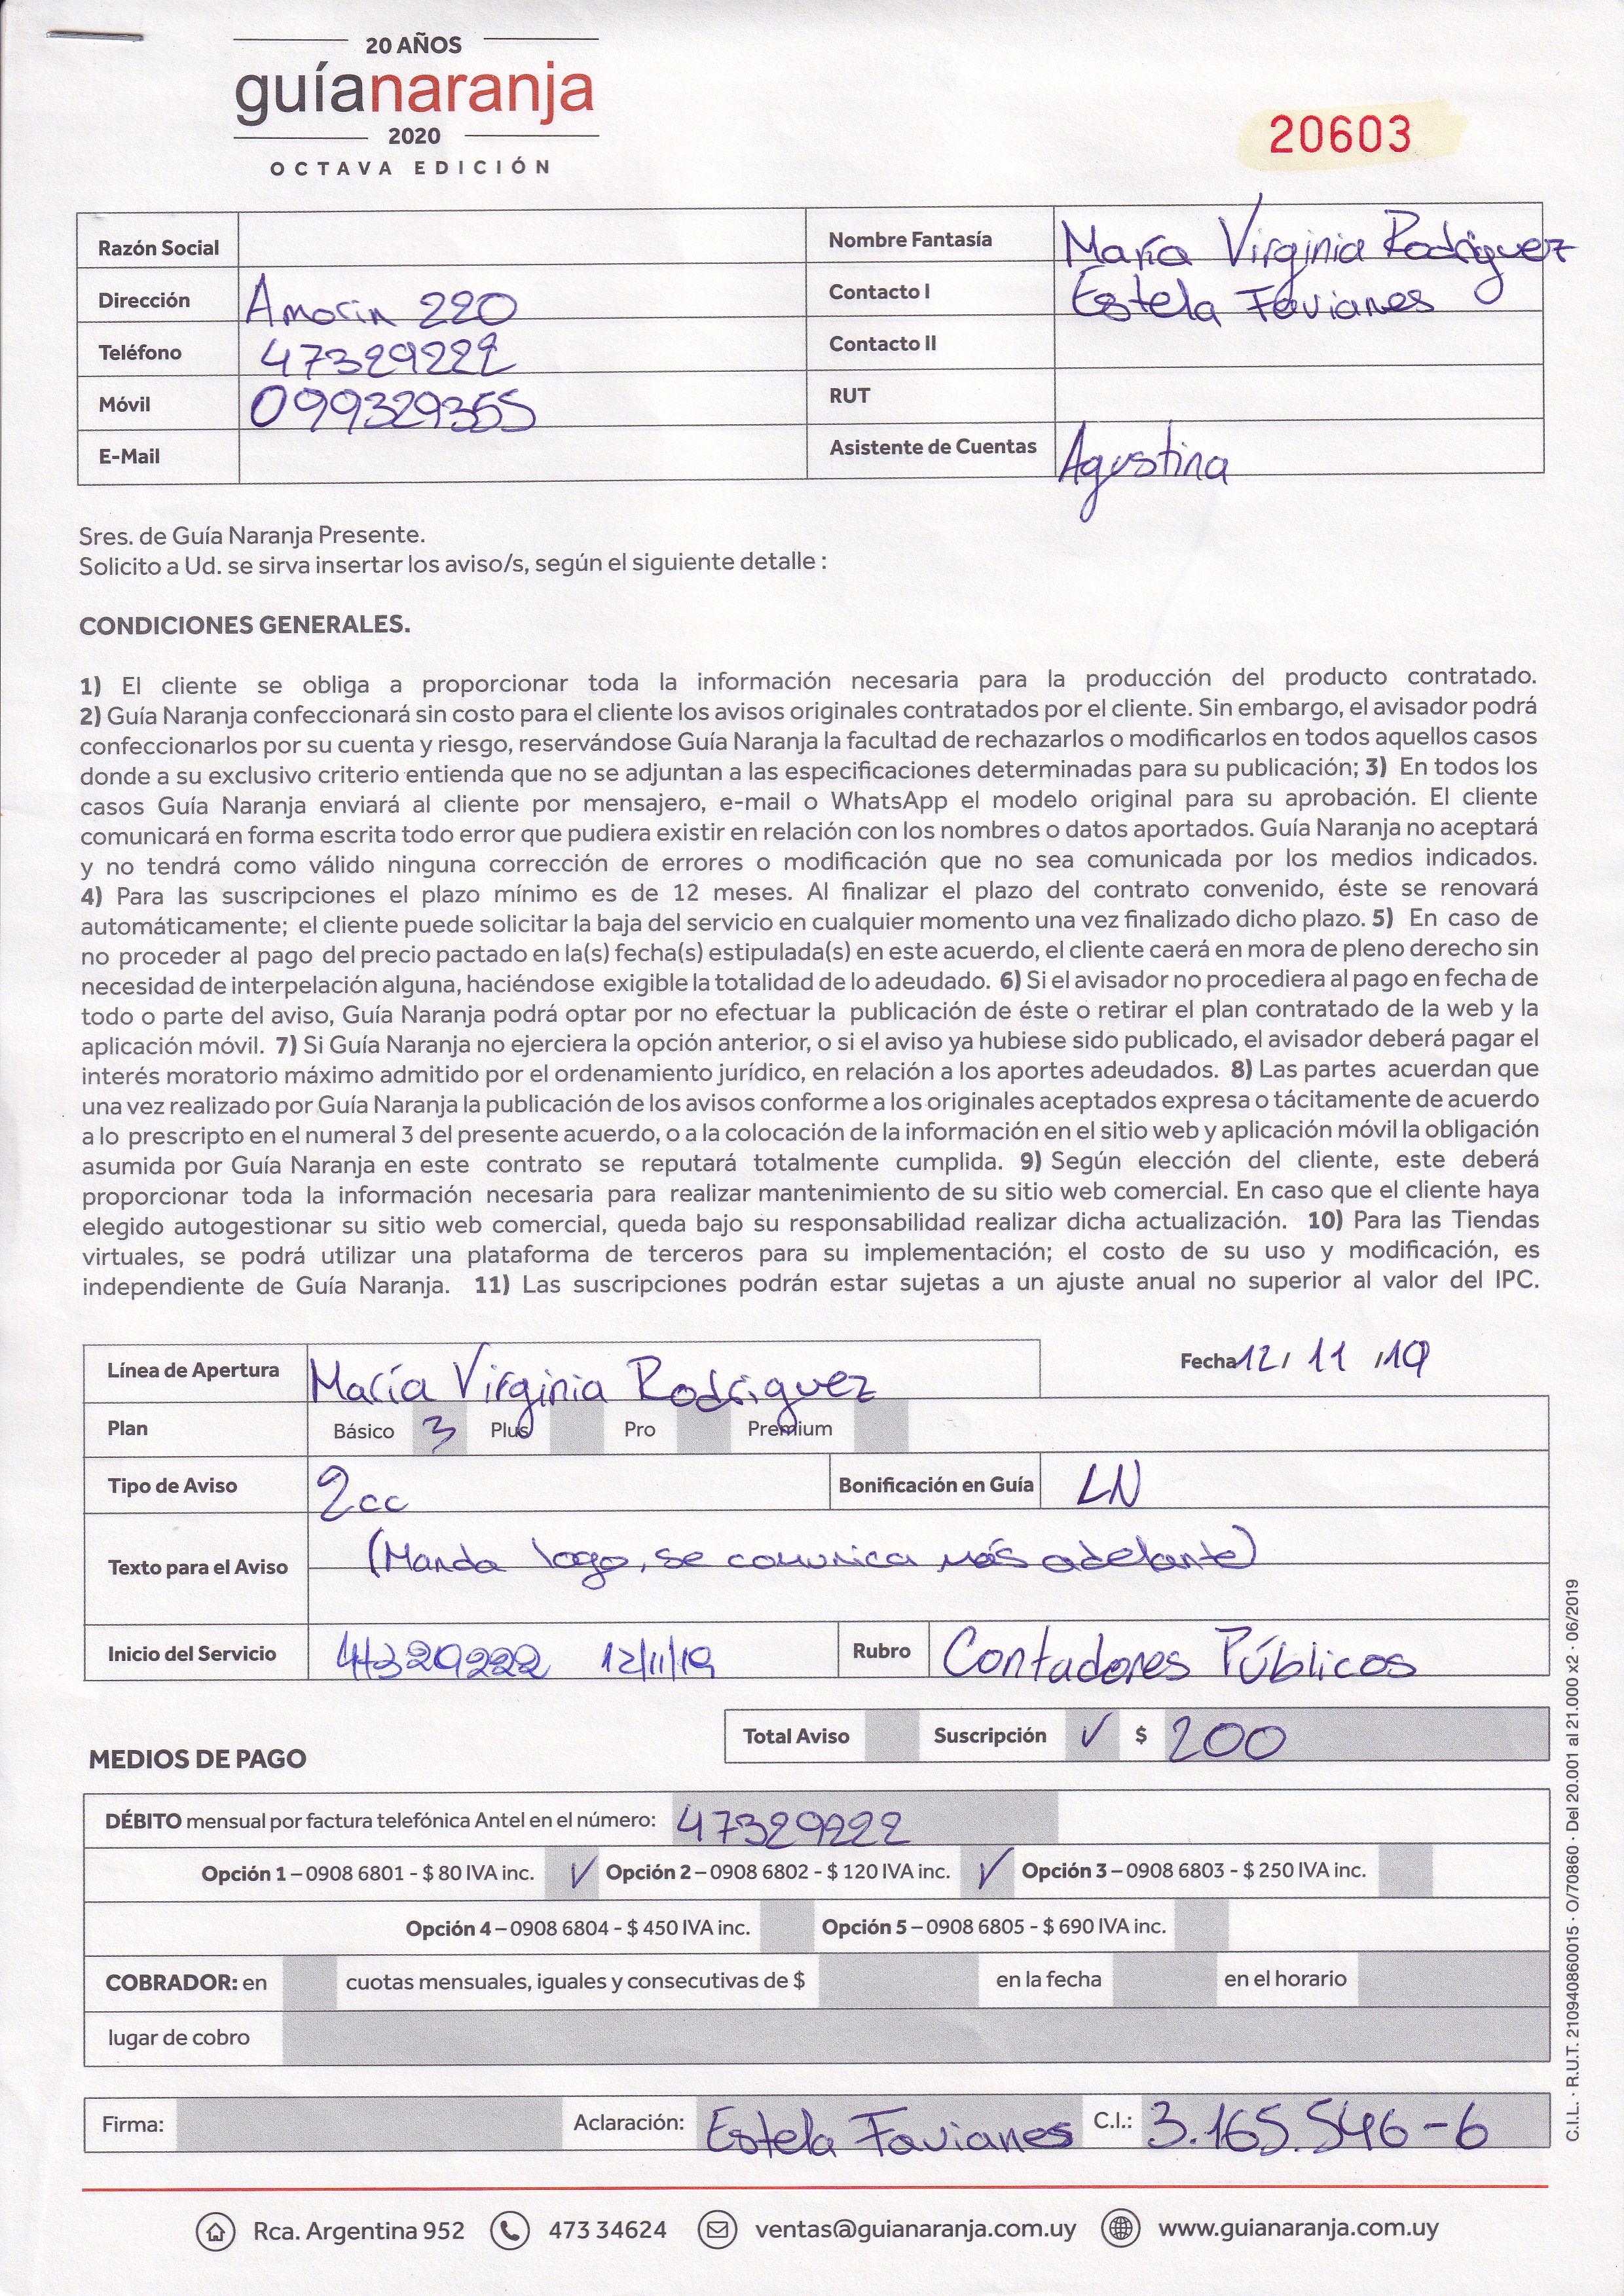 20 AÑOS
guíanaranja
2020
OCTAVA EDICIÓN
20603
Razón Social
Nombre Fantasía María Virginia Rodríguez
Dirección Amorin 220
Contacto I Estela Favianes
Teléfono 47329222
Contacto II
Móvil 099329355
RUT
E-Mail
Asistente de Cuentas Agustina
Sres. de Guía Naranja Presente.
Solicito a Ud. se sirva insertar los aviso/s, según el siguiente detalle :
CONDICIONES GENERALES.
1) El cliente se obliga a proporcionar toda la información necesaria para la producción del producto contratado.
2) Guía Naranja confeccionará sin costo para el cliente los avisos originales contratados por el cliente. Sin embargo, el avisador podrá
confeccionarlos por su cuenta y riesgo, reservándose Guía Naranja la facultad de rechazarlos o modificarlos en todos aquellos casos
donde a su exclusivo criterio entienda que no se adjuntan a las especificaciones determinadas para su publicación; 3) En todos los
casos Guía Naranja enviará al cliente por mensajero, e-mail o WhatsApp el modelo original para su aprobación. El cliente
comunicará en forma escrita todo error que pudiera existir en relación con los nombres o datos aportados. Guía Naranja no aceptará
y no tendrá como válido ninguna corrección de errores o modificación que no sea comunicada por los medios indicados.
4) Para las suscripciones el plazo mínimo es de 12 meses. Al finalizar el plazo del contrato convenido, éste se renovará
automáticamente; el cliente puede solicitar la baja del servicio en cualquier momento una vez finalizado dicho plazo. 5) En caso de
no proceder al pago del precio pactado en la(s) fecha(s) estipulada(s) en este acuerdo, el cliente caerá en mora de pleno derecho sin
necesidad de interpelación alguna, haciéndose exigible la totalidad de lo adeudado. 6) Si el avisador no procediera al pago en fecha de
todo o parte del aviso, Guía Naranja podrá optar por no efectuar la publicación de éste o retirar el plan contratado de la web y la
aplicación móvil. 7) Si Guía Naranja no ejerciera la opción anterior, o si el aviso ya hubiese sido publicado, el avisador deberá pagar el
interés moratorio máximo admitido por el ordenamiento jurídico, en relación a los aportes adeudados. 8) Las partes acuerdan que
una vez realizado por Guía Naranja la publicación de los avisos conforme a los originales aceptados expresa o tácitamente de acuerdo
a lo prescripto en el numeral 3 del presente acuerdo, o a la colocación de la información en el sitio web y aplicación móvil la obligación
asumida por Guía Naranja en este contrato se reputará totalmente cumplida. 9) Según elección del cliente, este deberá
proporcionar toda la información necesaria para realizar mantenimiento de su sitio web comercial. En caso que el cliente haya
elegido autogestionar su sitio web comercial, queda bajo su responsabilidad realizar dicha actualización. 10) Para las Tiendas
virtuales, se podrá utilizar una plataforma de terceros para su implementación; el costo de su uso y modificación, es
independiente de Guía Naranja. 11) Las suscripciones podrán estar sujetas a un ajuste anual no superior al valor del IPC.
Línea de Apertura María Virginia Rodriguez
Fecha 12/ 11 /19
Plan Básico 3 Plus Pro Premium
Tipo de Aviso 2cc Bonificación en Guía LN
Texto para el Aviso (Manda logo, se comunica más adelante)
Inicio del Servicio 47329222 12/11/19 Rubro Contadores Públicos
Total Aviso Suscripción ✓ $ 200
MEDIOS DE PAGO
DÉBITO mensual por factura telefónica Antel en el número: 47329222
Opción 1 – 0908 6801 - $ 80 IVA inc. ✓ Opción 2 – 0908 6802 - $ 120 IVA inc. ✓ Opción 3 – 0908 6803 - $ 250 IVA inc.
Opción 4 – 0908 6804 - $ 450 IVA inc. Opción 5 – 0908 6805 - $ 690 IVA inc.
COBRADOR: en cuotas mensuales, iguales y consecutivas de $ en la fecha en el horario
lugar de cobro
Firma: Aclaración: Estela Favianes C.I.: 3.165.546-6
C.I.L. · R.U.T. 210940860015 · O/70860 · Del 20.001 al 21.000 x2 · 06/2019
Rca. Argentina 952 473 34624 ventas@guianaranja.com.uy www.guianaranja.com.uy